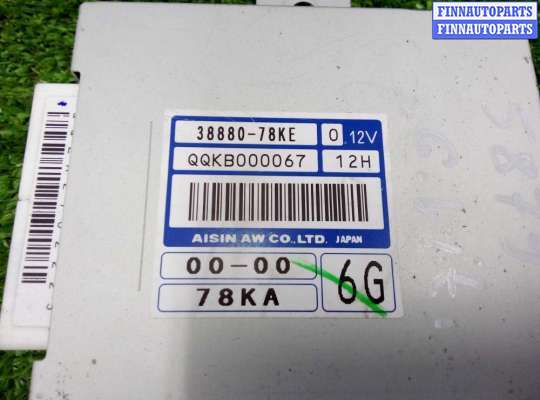 FINNAUTOPARTS
FINNAUTOPARTS
38880-78KE 0.12V
QQKB000067 12H
AISIN AW CO.,LTD. JAPAN
00-00 6G
78KA